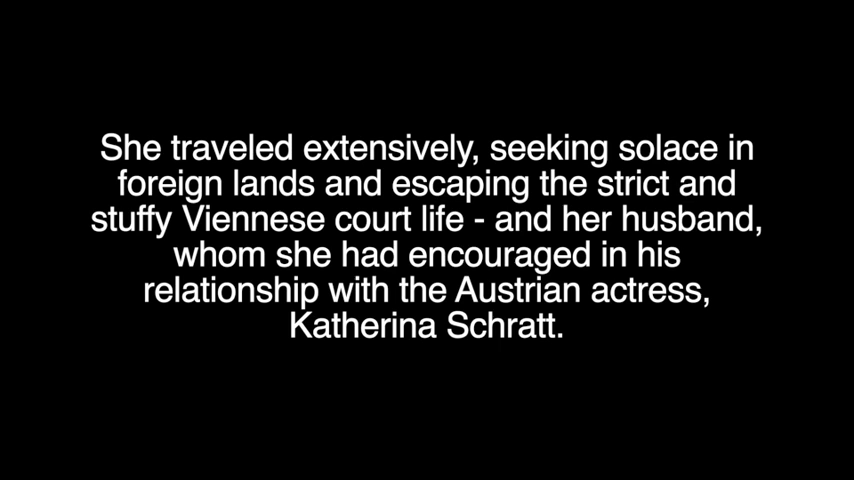 She traveled extensively, seeking solace in
foreign lands and escaping the strict and
stuffy Viennese court life - and her husband,
whom she had encouraged in his
relationship with the Austrian actress,
Katherina Schratt.